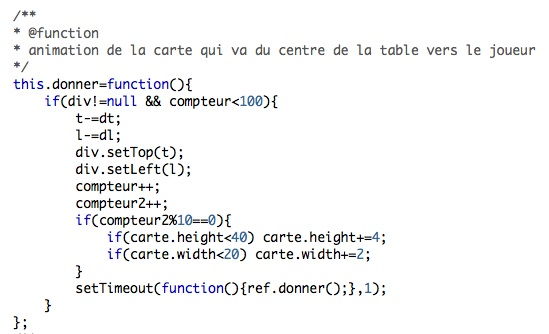 /**
* @function
* animation de la carte qui va du centre de la table vers le joueur
*/
this.donner=function(){
if(div!=null && compteur<100){
t-=dt;
l-=dl;
div.setTop(t);
div.setLeft(l);
compteur++;
compteur2++;
if(compteur2%10==0){
if(carte.height<40) carte.height+=4;
if(carte.width<20) carte.width+=2;
}
setTimeout(function(){ref.donner();},1);
}
};